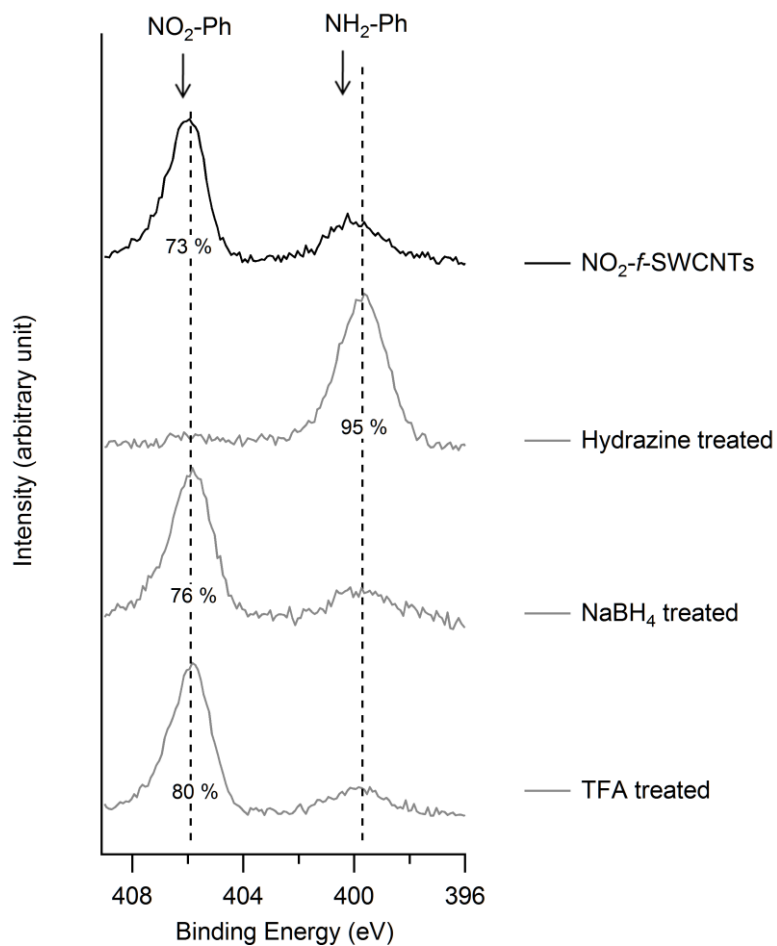 NO₂-Ph
NH₂-Ph
73 %
NO₂-f-SWCNTs
95 %
Hydrazine treated
76 %
NaBH₄ treated
80 %
TFA treated
Intensity (arbitrary unit)
408
404
400
396
Binding Energy (eV)